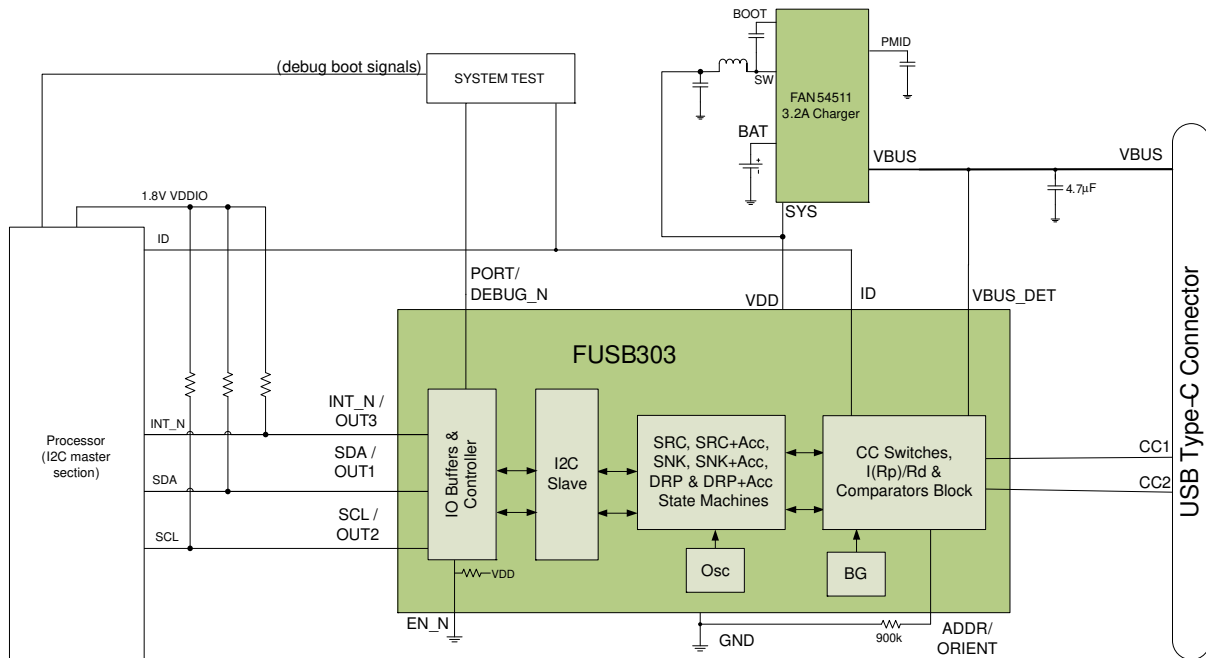 BOOT
PMID
(debug boot signals)
SYSTEM TEST
SW
FAN54511
3.2A Charger
BAT
+
-
VBUS
VBUS
4.7μF
1.8V VDDIO
SYS
ID
PORT/
DEBUG_N
VDD
ID
VBUS_DET
FUSB303
Processor
(I2C master
section)
INT_N
INT_N /
OUT3
SDA
SDA /
OUT1
SCL
SCL /
OUT2
IO Buffers &
Controller
I2C
Slave
SRC, SRC+Acc,
SNK, SNK+Acc,
DRP & DRP+Acc
State Machines
CC Switches,
I(Rp)/Rd &
Comparators Block
CC1
CC2
USB Type-C Connector
VDD
Osc
BG
EN_N
GND
900k
ADDR/
ORIENT